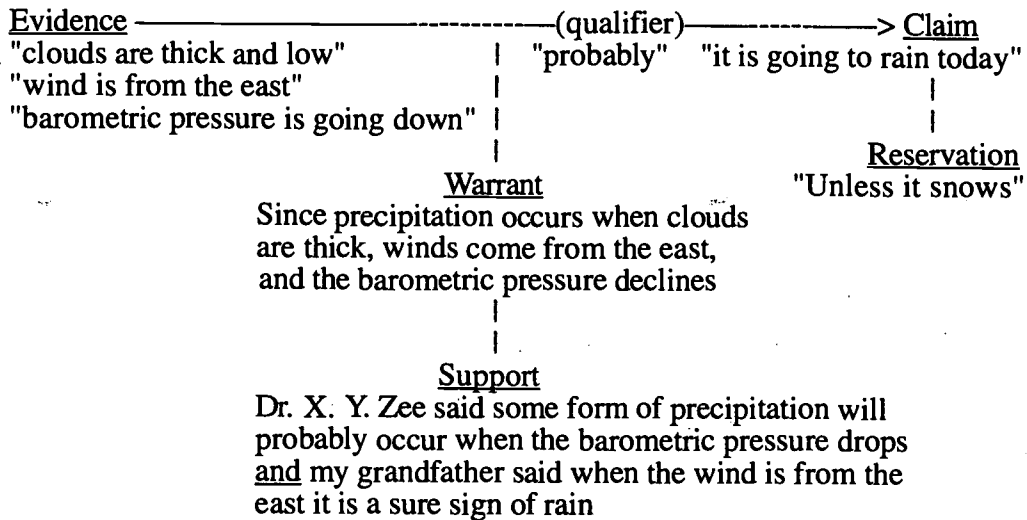 Evidence (qualifier) Claim
"clouds are thick and low" "probably" "it is going to rain today"
"wind is from the east"
"barometric pressure is going down"
Reservation
"Unless it snows"
Warrant
Since precipitation occurs when clouds
are thick, winds come from the east,
and the barometric pressure declines
Support
Dr. X. Y. Zee said some form of precipitation will
probably occur when the barometric pressure drops
and my grandfather said when the wind is from the
east it is a sure sign of rain